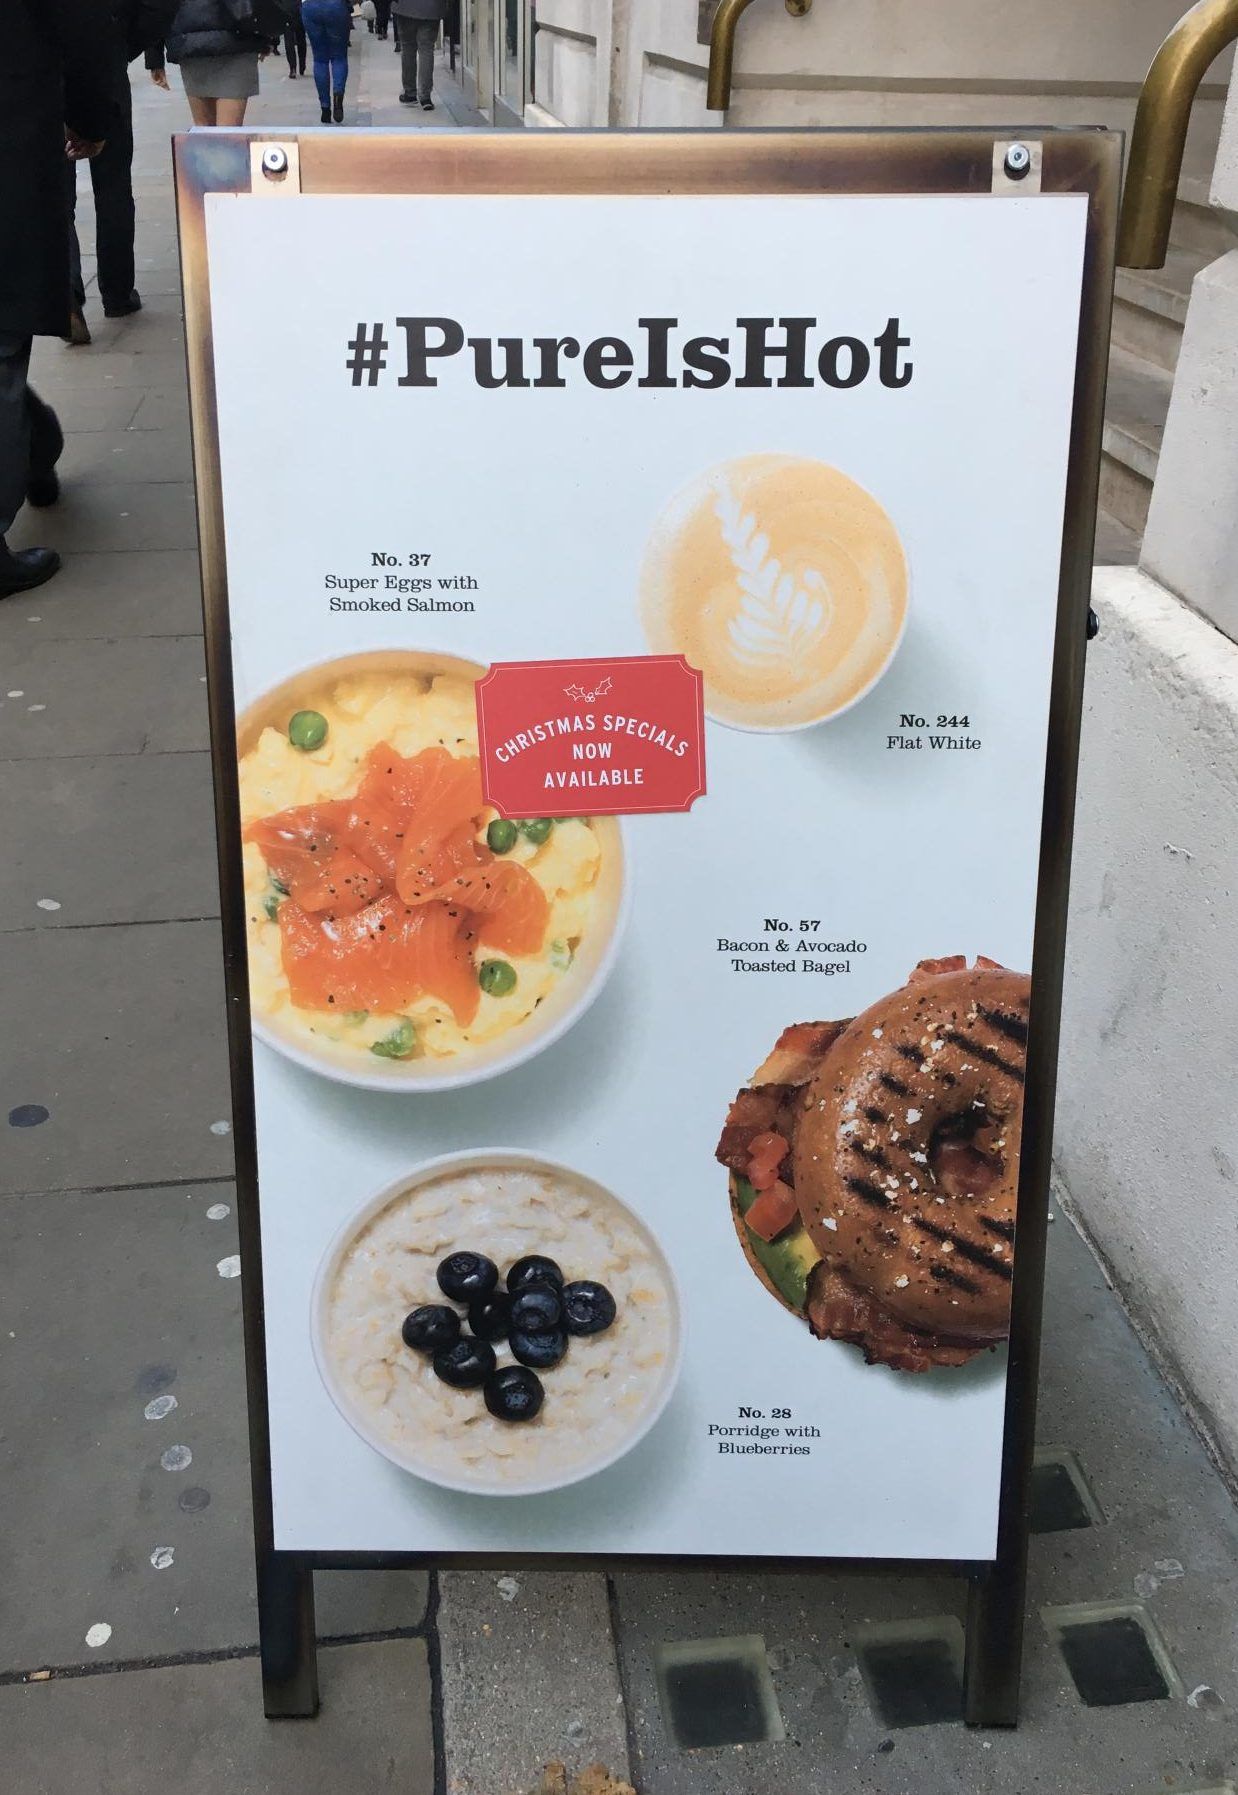 #PureIsHot
No. 37
Super Eggs with
Smoked Salmon
CHRISTMAS SPECIALS
NOW
AVAILABLE
No. 244
Flat White
No. 57
Bacon & Avocado
Toasted Bagel
No. 28
Porridge with
Blueberries